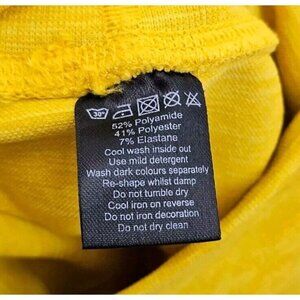 30°
52% Polyamide
41% Polyester
7% Elastane
Cool wash inside out
Use mild detergent
Wash dark colours separately
Re-shape whilst damp
Do not tumble dry
Cool iron on reverse
Do not iron decoration
Do not dry clean